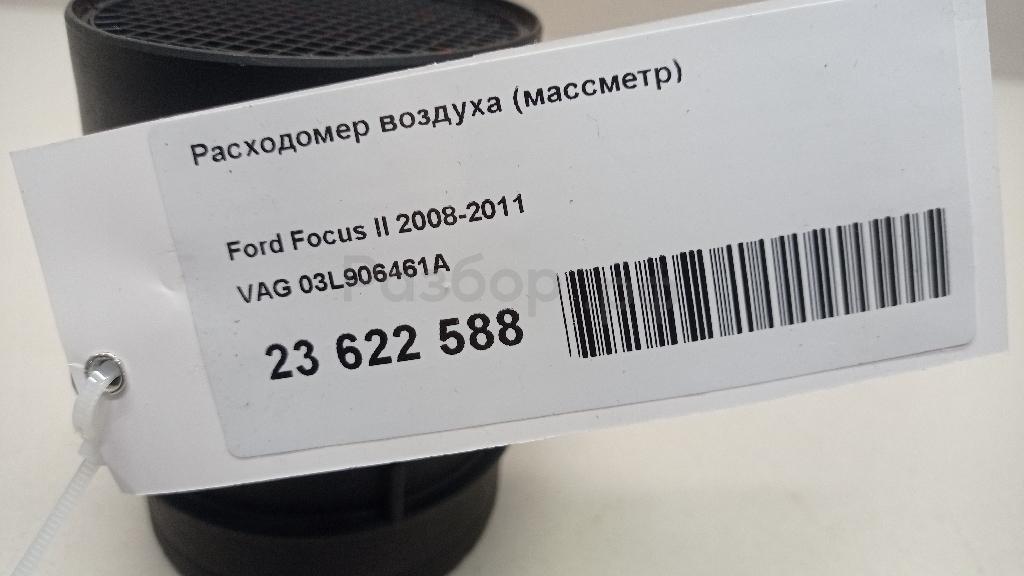 Расходомер воздуха (массметр)
Ford Focus II 2008-2011
VAG 03L906461A
23 622 588